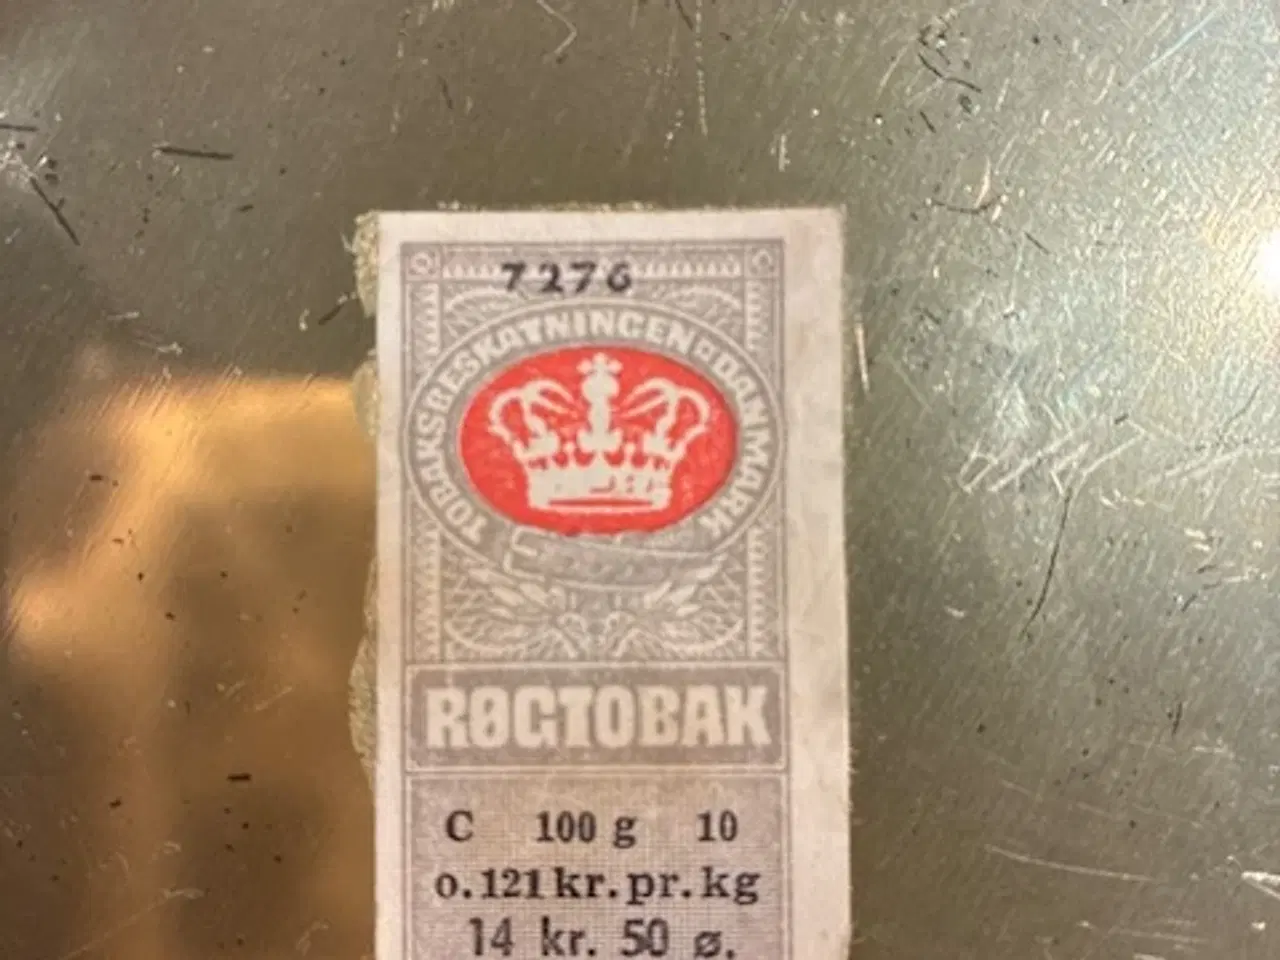 7276
TOBAKSBESKATNINGEN DANMARK
RØGTOBAK
C 100 g 10
o. 121 kr. pr. kg
14 kr. 50 ø.